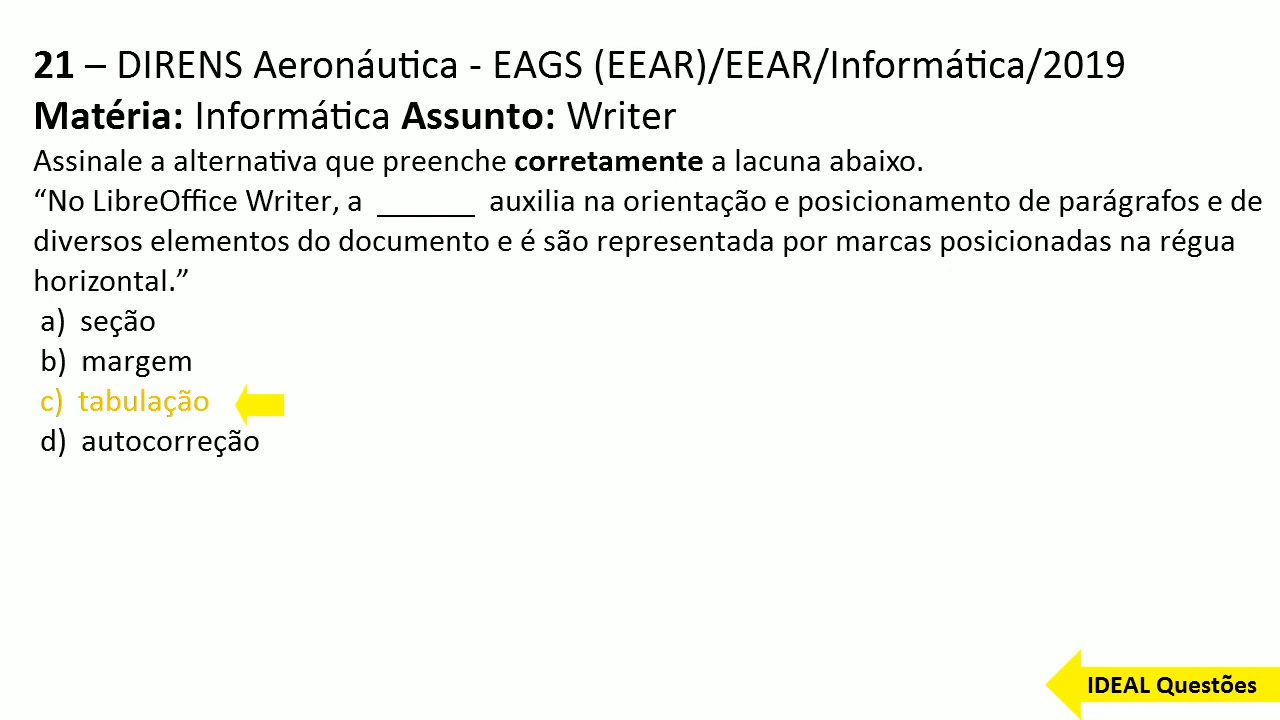 21 – DIRENS Aeronáutica - EAGS (EEAR)/EEAR/Informática/2019
Matéria: Informática Assunto: Writer
Assinale a alternativa que preenche corretamente a lacuna abaixo.
“No LibreOffice Writer, a ______ auxilia na orientação e posicionamento de parágrafos e de
diversos elementos do documento e é são representada por marcas posicionadas na régua
horizontal.”
a) seção
b) margem
c) tabulação
d) autocorreção
IDEAL Questões